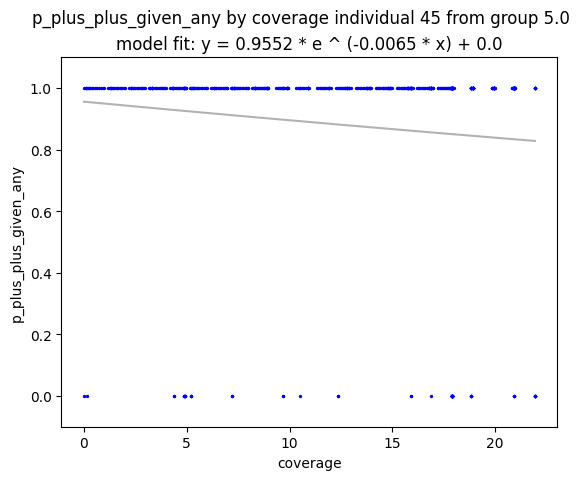 p_plus_plus_given_any by coverage individual 45 from group 5.0
model fit: y = 0.9552 * e ^ (-0.0065 * x) + 0.0
p_plus_plus_given_any
1.0
0.8
0.6
0.4
0.2
0.0
0 5 10 15 20
coverage